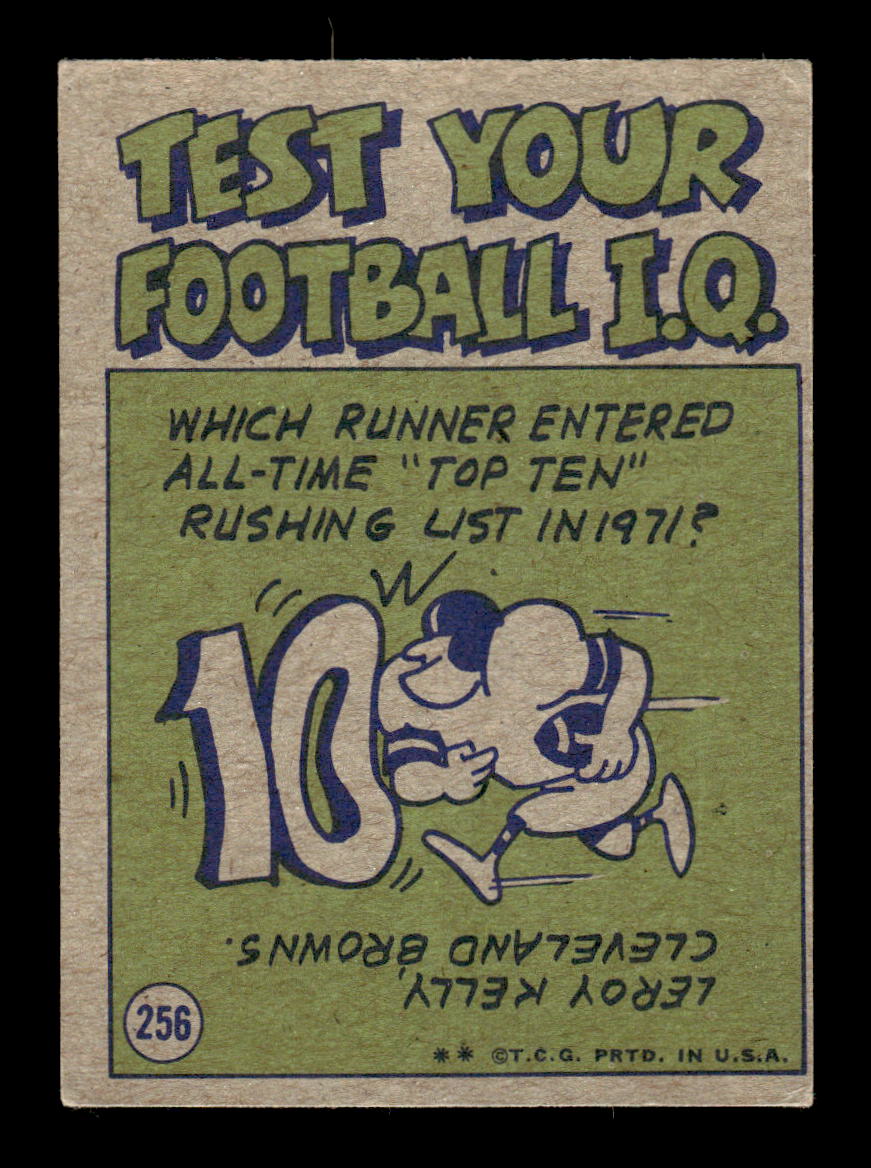 TEST YOUR
FOOTBALL I.Q.
WHICH RUNNER ENTERED
ALL-TIME "TOP TEN"
RUSHING LIST IN 1971?
10
LEROY KELLY,
CLEVELAND BROWNS.
256
** ©T.C.G. PRTD. IN U.S.A.